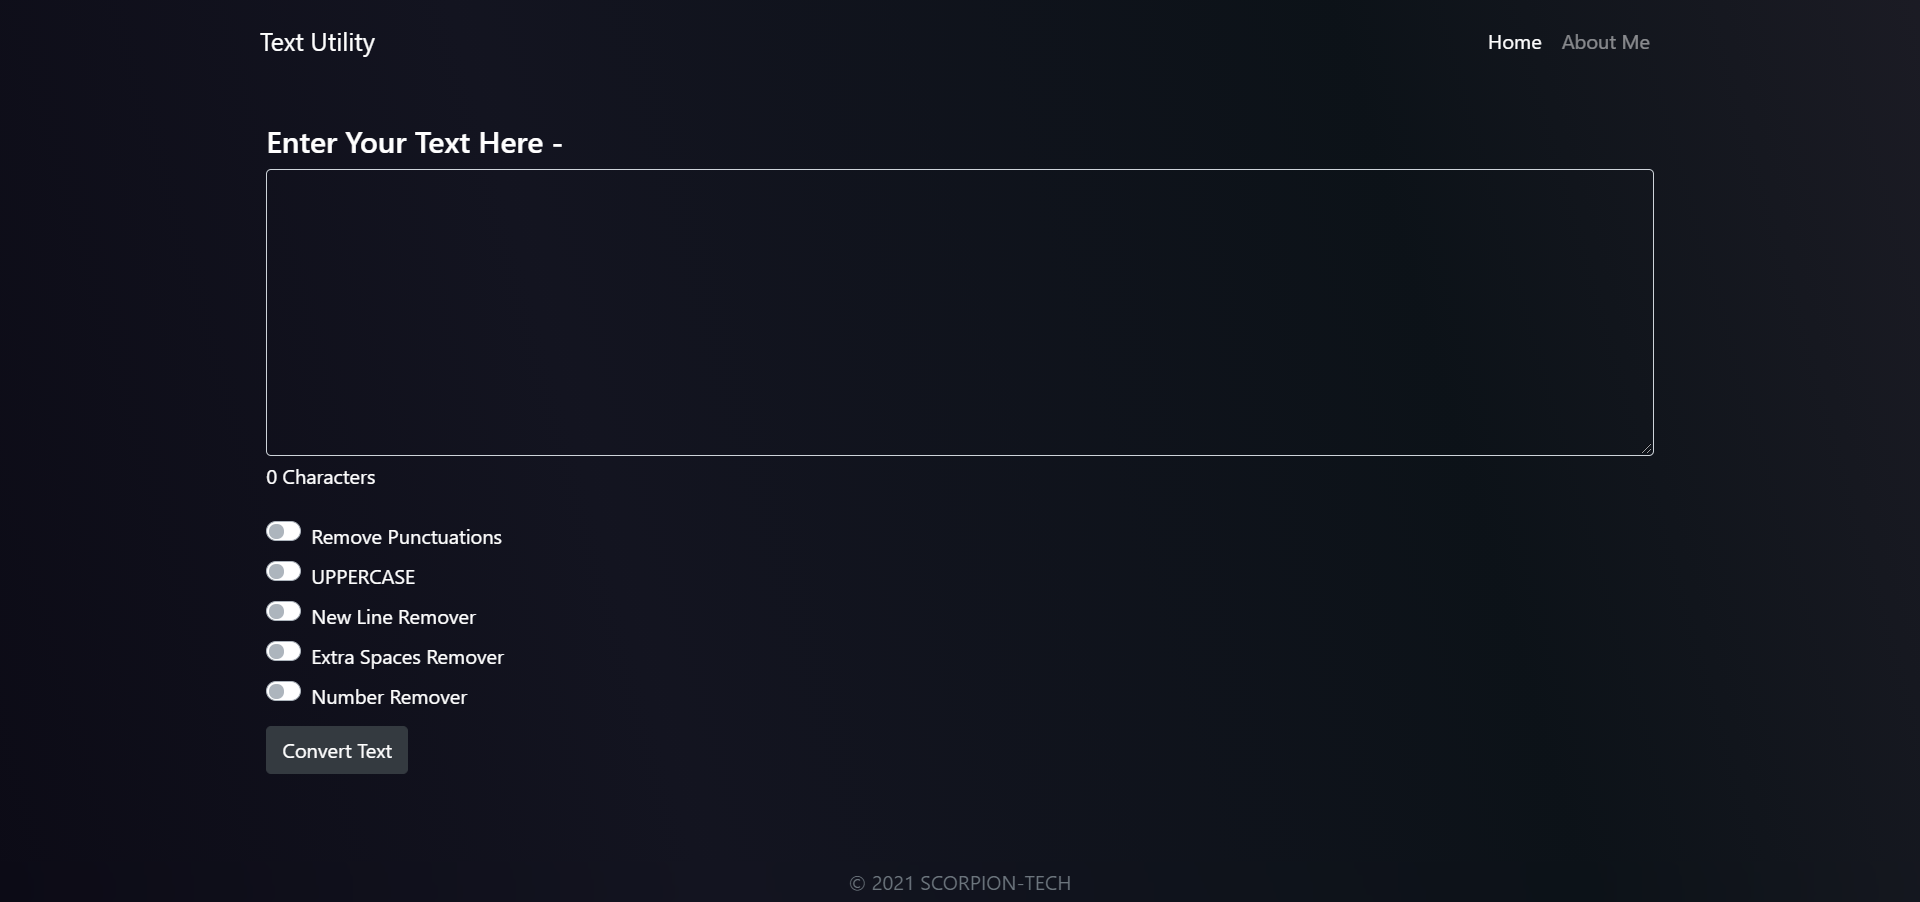 Text Utility
Home About Me
Enter Your Text Here -
0 Characters
Remove Punctuations
UPPERCASE
New Line Remover
Extra Spaces Remover
Number Remover
Convert Text
© 2021 SCORPION-TECH